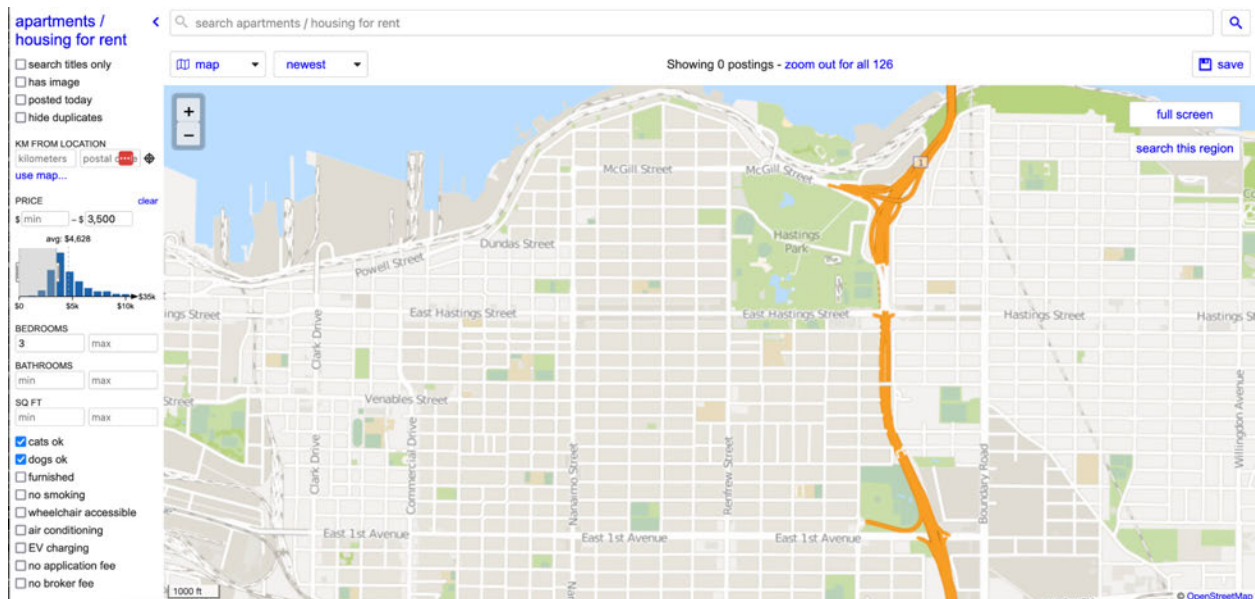 apartments /
housing for rent
search titles only
has image
posted today
hide duplicates
KM FROM LOCATION
kilometers postal
use map...
PRICE clear
$ min – $ 3,500
avg: $4,628
$0 $5k $10k $35k
BEDROOMS
3 max
BATHROOMS
min max
SQ FT
min max
cats ok
dogs ok
furnished
no smoking
wheelchair accessible
air conditioning
EV charging
no application fee
no broker fee
search apartments / housing for rent
map newest Showing 0 postings - zoom out for all 126 save
+
−
full screen
search this region
1
McGill Street McGill Street
Hastings
Park
Dundas Street
Powell Street
ings Street East Hastings Street East Hastings Street Hastings Street Hastings St
Clark Drive
Venables Street
Street
Clark Drive
Commercial Drive
Nanaimo Street
Renfrew Street
Boundary Road
Willingdon Avenue
East 1st Avenue East 1st Avenue East 1st Avenue
Nan
1000 ft
© OpenStreetMap